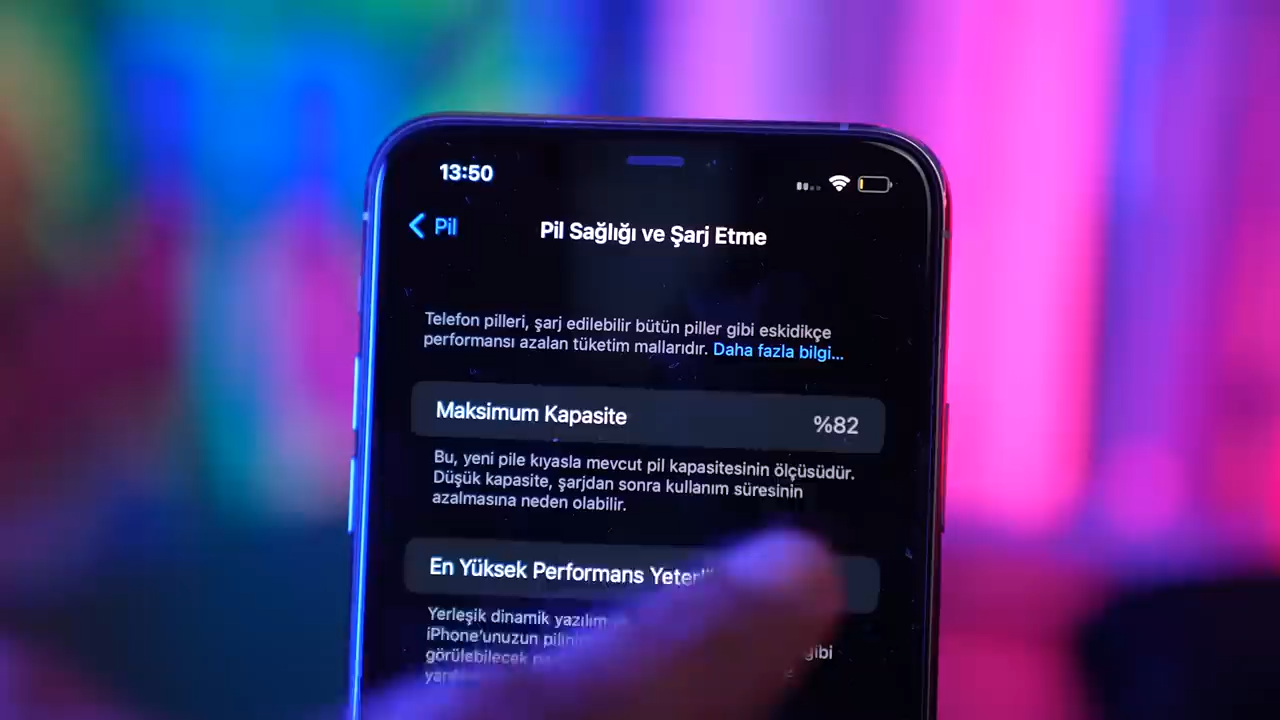 13:50
Pil
Pil Sağlığı ve Şarj Etme
Telefon pilleri, şarj edilebilir bütün piller gibi eskidikçe
performansı azalan tüketim mallarıdır. Daha fazla bilgi...
Maksimum Kapasite %82
Bu, yeni pile kıyasla mevcut pil kapasitesinin ölçüsüdür.
Düşük kapasite, şarjdan sonra kullanım süresinin
azalmasına neden olabilir.
En Yüksek Performans
Yerleşik dinamik yazılım
iPhone'unuzun
görülebilecek gibi